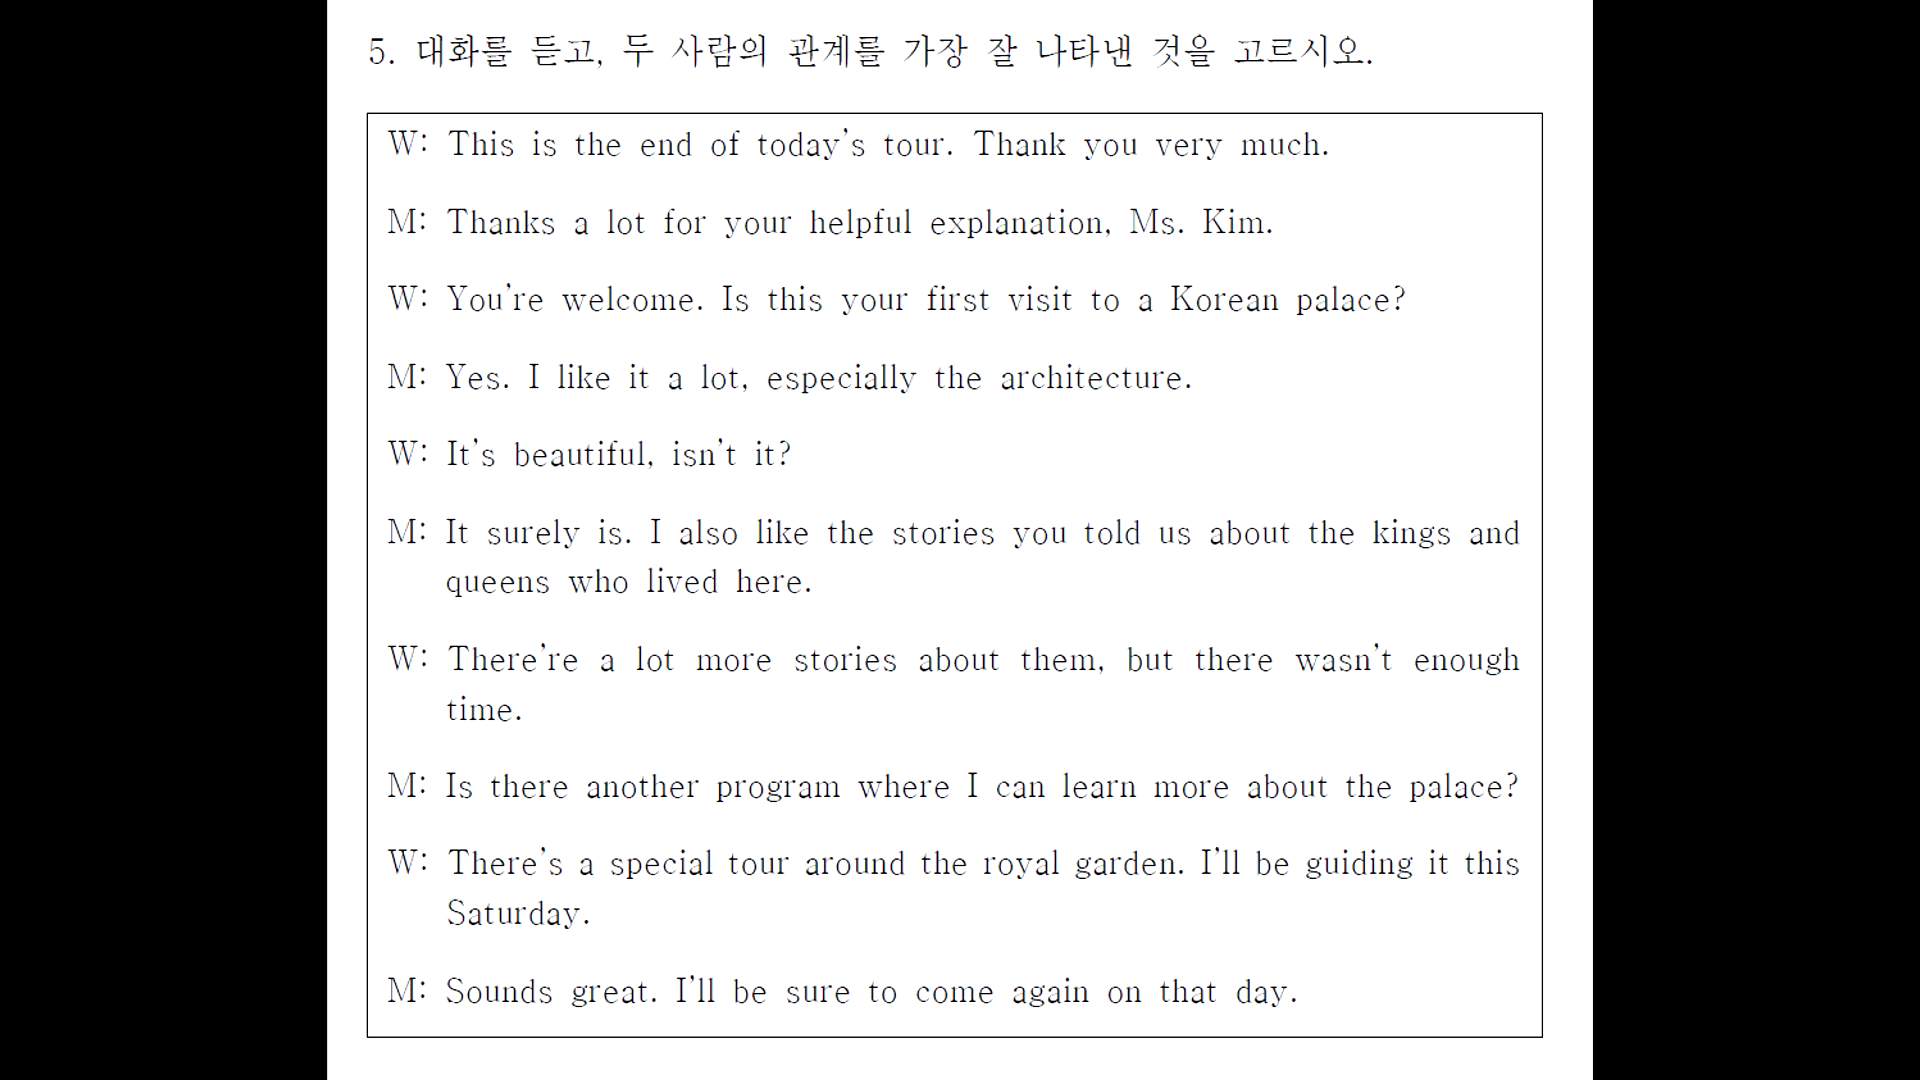 5. 대화를 듣고, 두 사람의 관계를 가장 잘 나타낸 것을 고르시오.
W: This is the end of today's tour. Thank you very much.
M: Thanks a lot for your helpful explanation, Ms. Kim.
W: You're welcome. Is this your first visit to a Korean palace?
M: Yes. I like it a lot, especially the architecture.
W: It's beautiful, isn't it?
M: It surely is. I also like the stories you told us about the kings and
queens who lived here.
W: There're a lot more stories about them, but there wasn't enough
time.
M: Is there another program where I can learn more about the palace?
W: There's a special tour around the royal garden. I'll be guiding it this
Saturday.
M: Sounds great. I'll be sure to come again on that day.